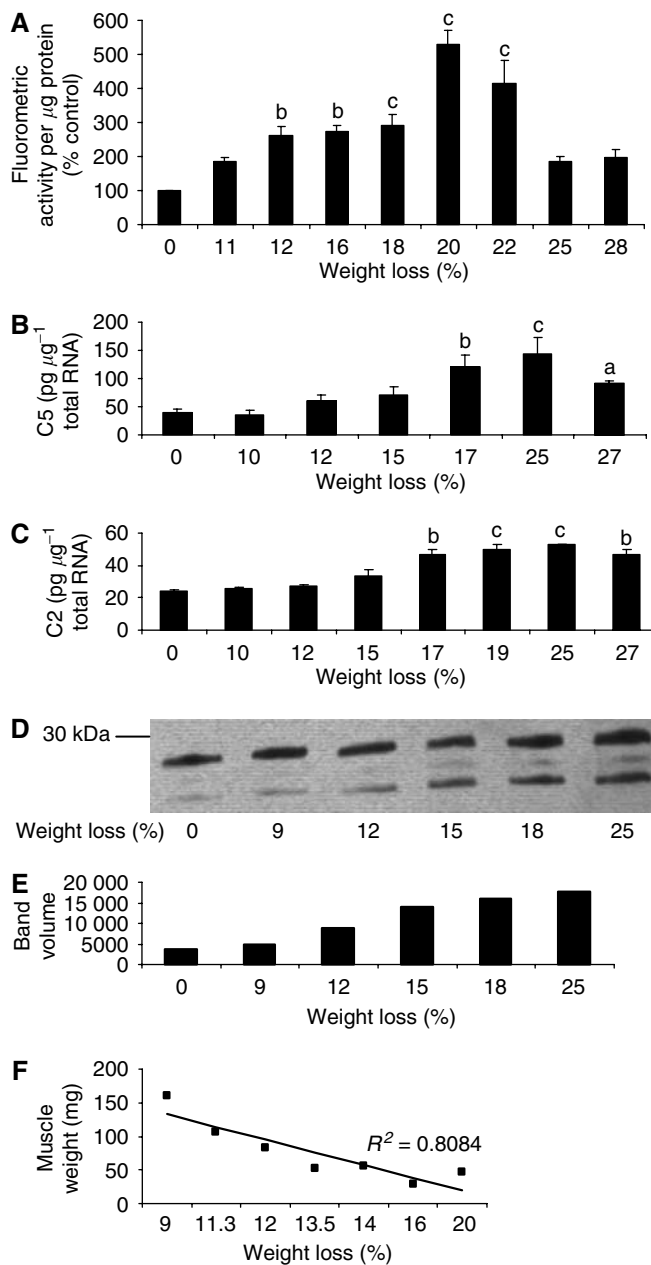 A
Fluorometric
activity per μg protein
(% control)
600
500
400
300
200
100
0
b
b
c
c
c
0 11 12 16 18 20 22 25 28
Weight loss (%)
B
C5 (pg μg⁻¹
total RNA)
200
150
100
50
0
b
c
a
0 10 12 15 17 25 27
Weight loss (%)
C
C2 (pg μg⁻¹
total RNA)
60
40
20
0
b
c
c
b
0 10 12 15 17 19 25 27
Weight loss (%)
D
30 kDa
Weight loss (%) 0 9 12 15 18 25
E
Band
volume
20 000
15 000
10 000
5000
0
0 9 12 15 18 25
Weight loss (%)
F
Muscle
weight (mg)
200
150
100
50
0
R² = 0.8084
9 11.3 12 13.5 14 16 20
Weight loss (%)